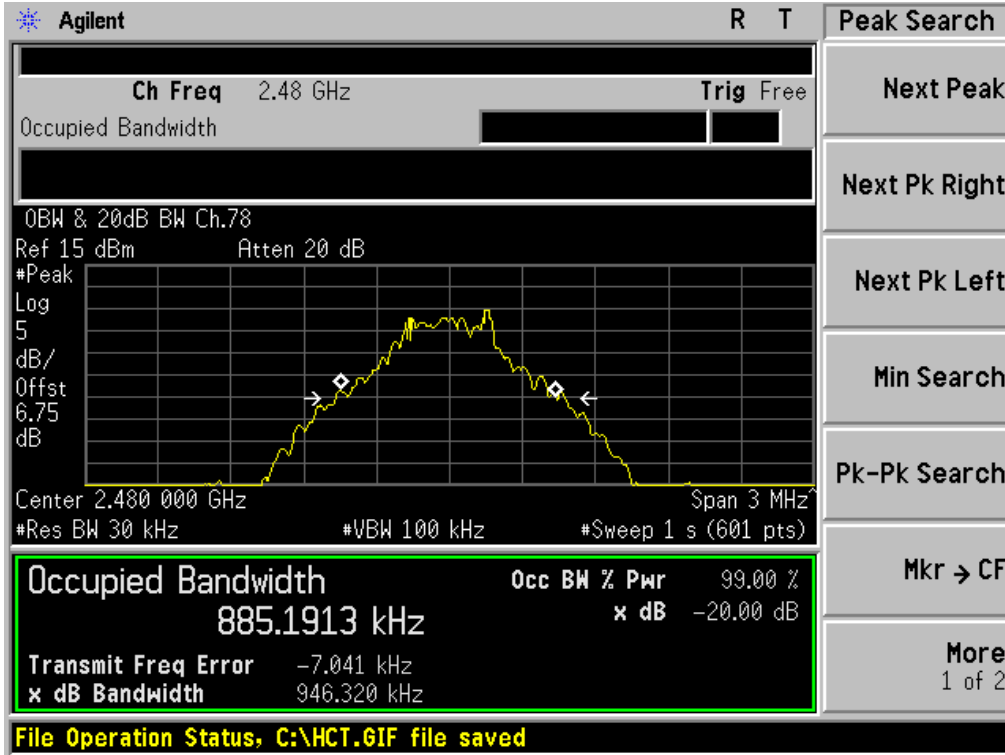 Agilent R T
Peak Search
Ch Freq 2.48 GHz Trig Free
Occupied Bandwidth
OBW & 20dB BW Ch.78
Ref 15 dBm Atten 20 dB
#Peak
Log
5
dB/
Offst
6.75
dB
Center 2.480 000 GHz Span 3 MHz^
#Res BW 30 kHz #VBW 100 kHz #Sweep 1 s (601 pts)
Occupied Bandwidth Occ BW % Pwr 99.00 %
885.1913 kHz x dB -20.00 dB
Transmit Freq Error -7.041 kHz
x dB Bandwidth 946.320 kHz
File Operation Status, C:\HCT.GIF file saved
Next Peak
Next Pk Right
Next Pk Left
Min Search
Pk-Pk Search
Mkr → CF
More
1 of 2